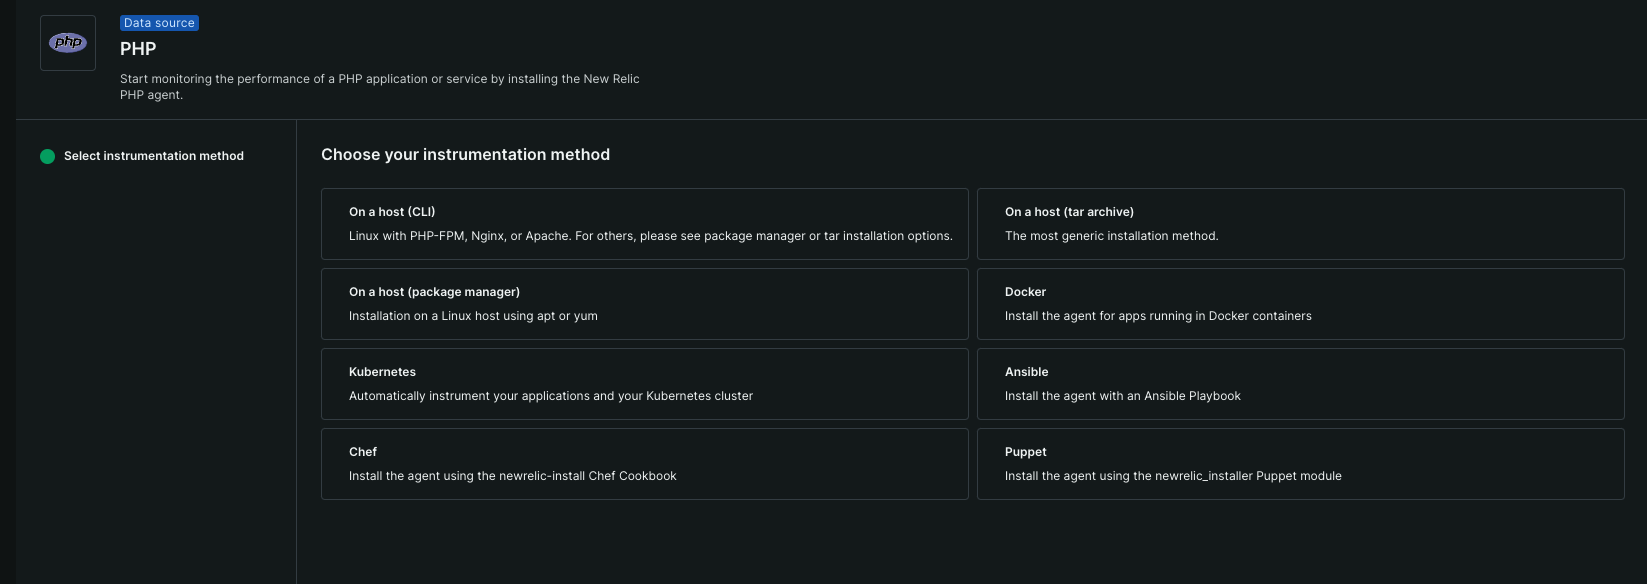 php
Data source
PHP
Start monitoring the performance of a PHP application or service by installing the New Relic
PHP agent.
Select instrumentation method
Choose your instrumentation method
On a host (CLI)
Linux with PHP-FPM, Nginx, or Apache. For others, please see package manager or tar installation options.
On a host (tar archive)
The most generic installation method.
On a host (package manager)
Installation on a Linux host using apt or yum
Docker
Install the agent for apps running in Docker containers
Kubernetes
Automatically instrument your applications and your Kubernetes cluster
Ansible
Install the agent with an Ansible Playbook
Chef
Install the agent using the newrelic-install Chef Cookbook
Puppet
Install the agent using the newrelic_installer Puppet module